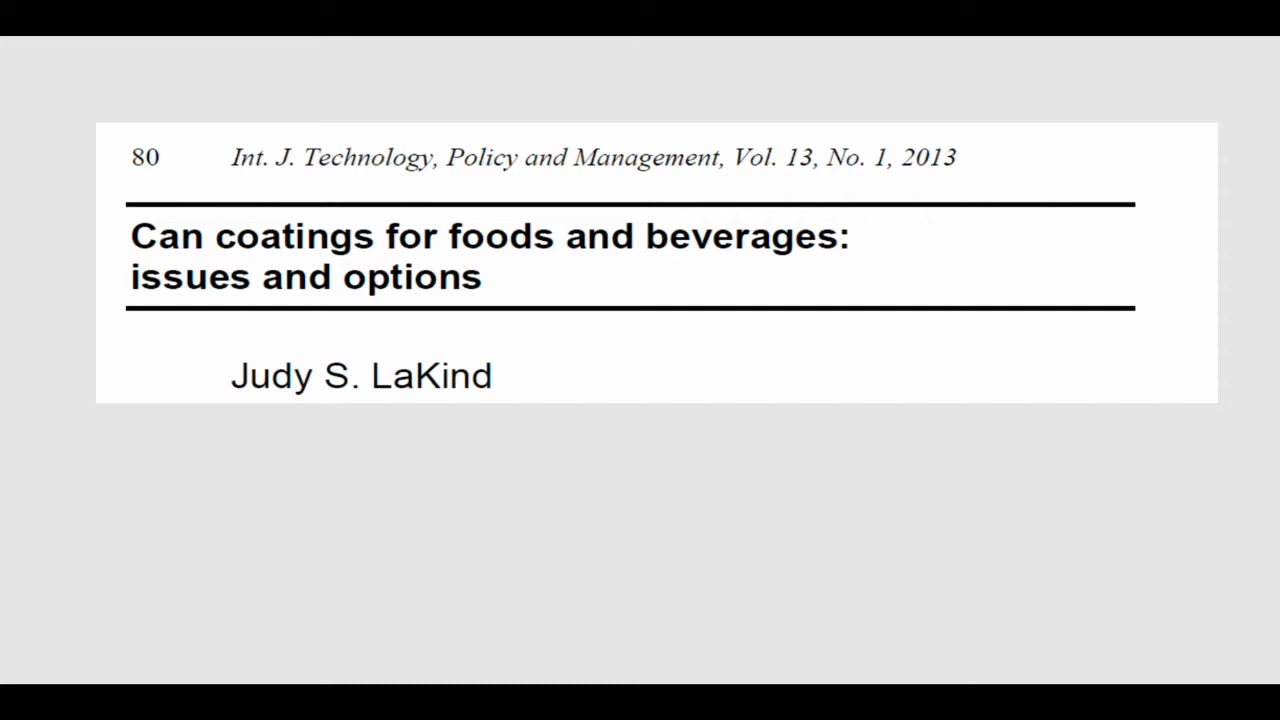 80 Int. J. Technology, Policy and Management, Vol. 13, No. 1, 2013
Can coatings for foods and beverages:
issues and options
Judy S. LaKind